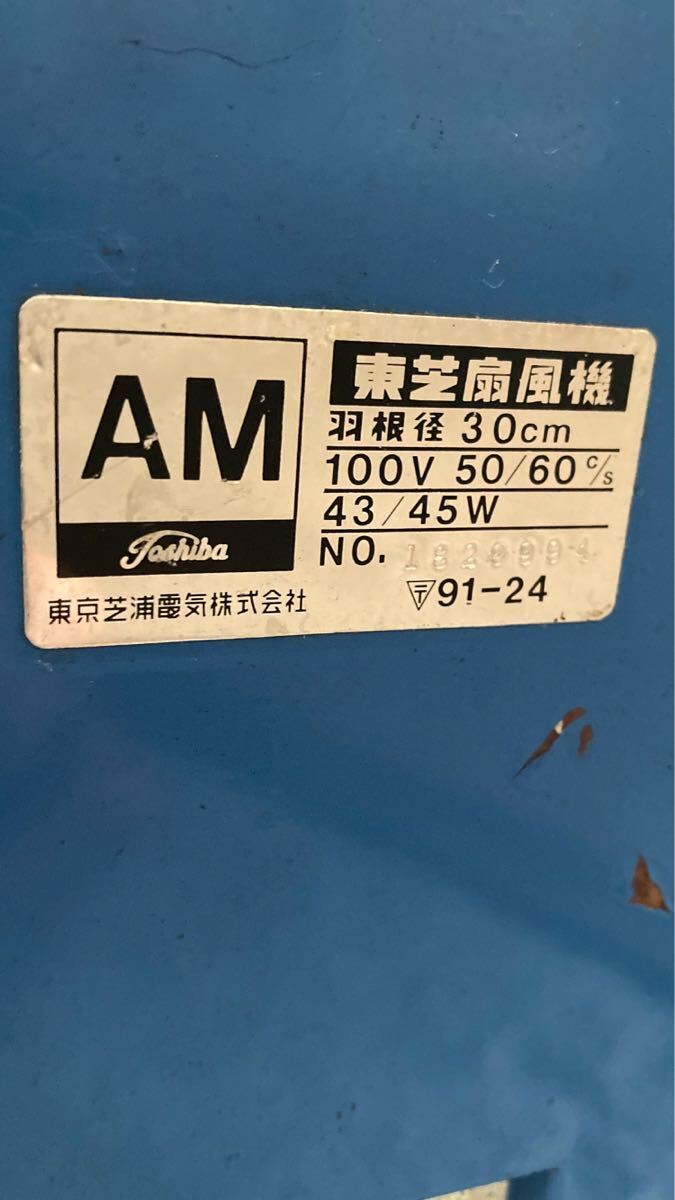 AM
Toshiba
東京芝浦電気株式会社
東芝扇風機
羽根径 30cm
100V 50/60 c/s
43/45W
NO.
〒91-24